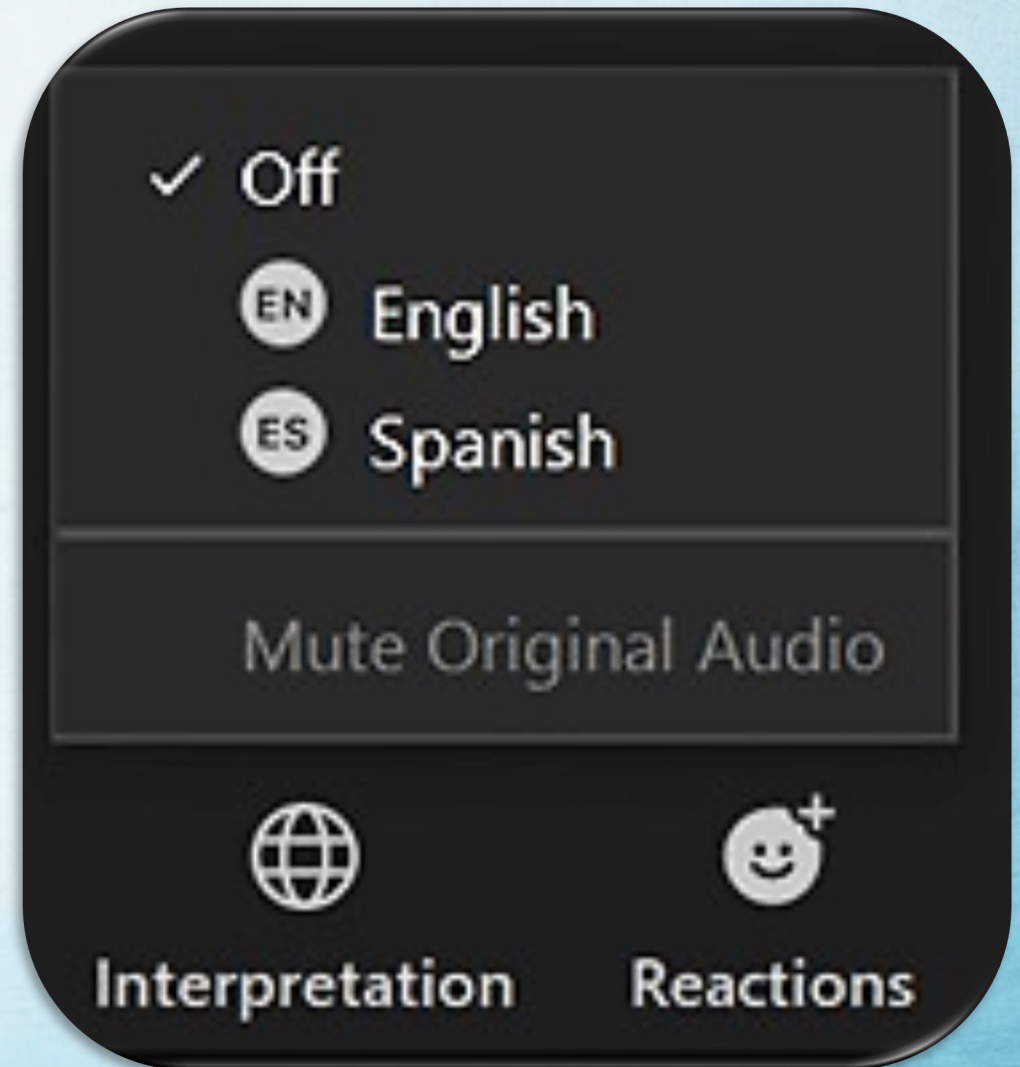 Off
EN English
ES Spanish
Mute Original Audio
Interpretation Reactions